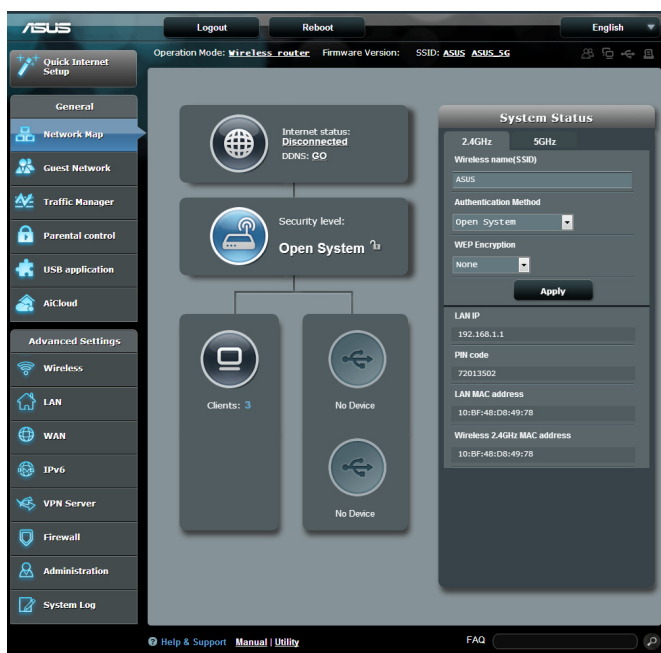 ASUS
Logout
Reboot
English
Operation Mode: Wireless router Firmware Version: SSID: ASUS ASUS_5G
Quick Internet
Setup
General
Network Map
Guest Network
Traffic Manager
Parental control
USB application
AiCloud
Advanced Settings
Wireless
LAN
WAN
IPv6
VPN Server
Firewall
Administration
System Log
Internet status:
Disconnected
DDNS: GO
Security level:
Open System
Clients: 3
No Device
No Device
System Status
2.4GHz 5GHz
Wireless name(SSID)
ASUS
Authentication Method
Open System
WEP Encryption
None
Apply
LAN IP
192.168.1.1
PIN code
72013502
LAN MAC address
10:BF:48:D8:49:78
Wireless 2.4GHz MAC address
10:BF:48:D8:49:78
Help & Support Manual | Utility
FAQ